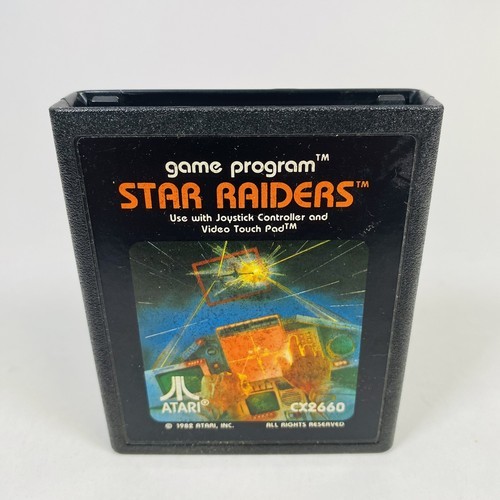 game program™
STAR RAIDERS™
Use with Joystick Controller and
Video Touch Pad™
ATARI®
CX2660
© 1982 ATARI, INC.
ALL RIGHTS RESERVED